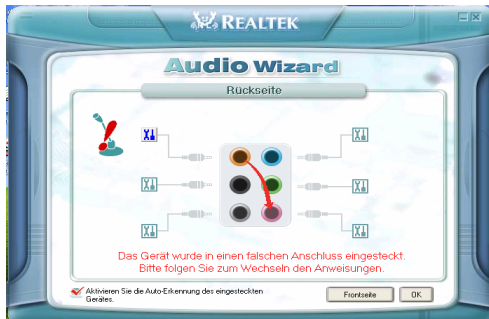 REALTEK
Audio Wizard
Rückseite
Das Gerät wurde in einen falschen Anschluss eingesteckt.
Bitte folgen Sie zum Wechseln den Anweisungen.
Aktivieren Sie die Auto-Erkennung des eingesteckten
Gerätes.
Frontseite
OK